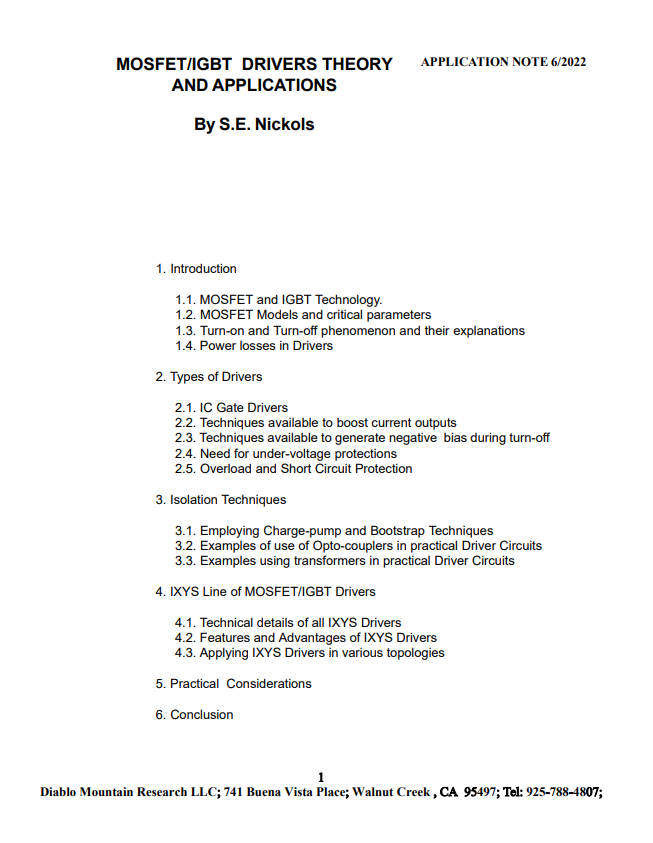 MOSFET/IGBT DRIVERS THEORY
AND APPLICATIONS
APPLICATION NOTE 6/2022
By S.E. Nickols
1. Introduction
1.1. MOSFET and IGBT Technology.
1.2. MOSFET Models and critical parameters
1.3. Turn-on and Turn-off phenomenon and their explanations
1.4. Power losses in Drivers
2. Types of Drivers
2.1. IC Gate Drivers
2.2. Techniques available to boost current outputs
2.3. Techniques available to generate negative bias during turn-off
2.4. Need for under-voltage protections
2.5. Overload and Short Circuit Protection
3. Isolation Techniques
3.1. Employing Charge-pump and Bootstrap Techniques
3.2. Examples of use of Opto-couplers in practical Driver Circuits
3.3. Examples using transformers in practical Driver Circuits
4. IXYS Line of MOSFET/IGBT Drivers
4.1. Technical details of all IXYS Drivers
4.2. Features and Advantages of IXYS Drivers
4.3. Applying IXYS Drivers in various topologies
5. Practical Considerations
6. Conclusion
1
Diablo Mountain Research LLC; 741 Buena Vista Place; Walnut Creek , CA 95497; Tel: 925-788-4807;